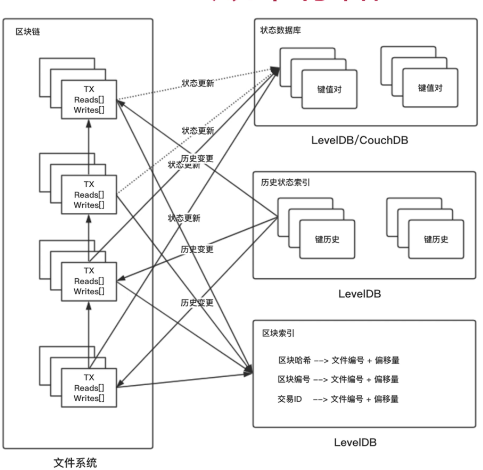 区块链
TX
Reads[]
Writes[]
TX
Reads[]
Writes[]
TX
Reads[]
Writes[]
TX
Reads[]
Writes[]
文件系统
状态更新
状态更新
历史变更
状态更新
状态更新
历史变更
历史变更
状态数据库
键值对
键值对
LevelDB/CouchDB
历史状态索引
键历史
键历史
LevelDB
区块索引
区块哈希 --> 文件编号 + 偏移量
区块编号 --> 文件编号 + 偏移量
交易ID --> 文件编号 + 偏移量
LevelDB